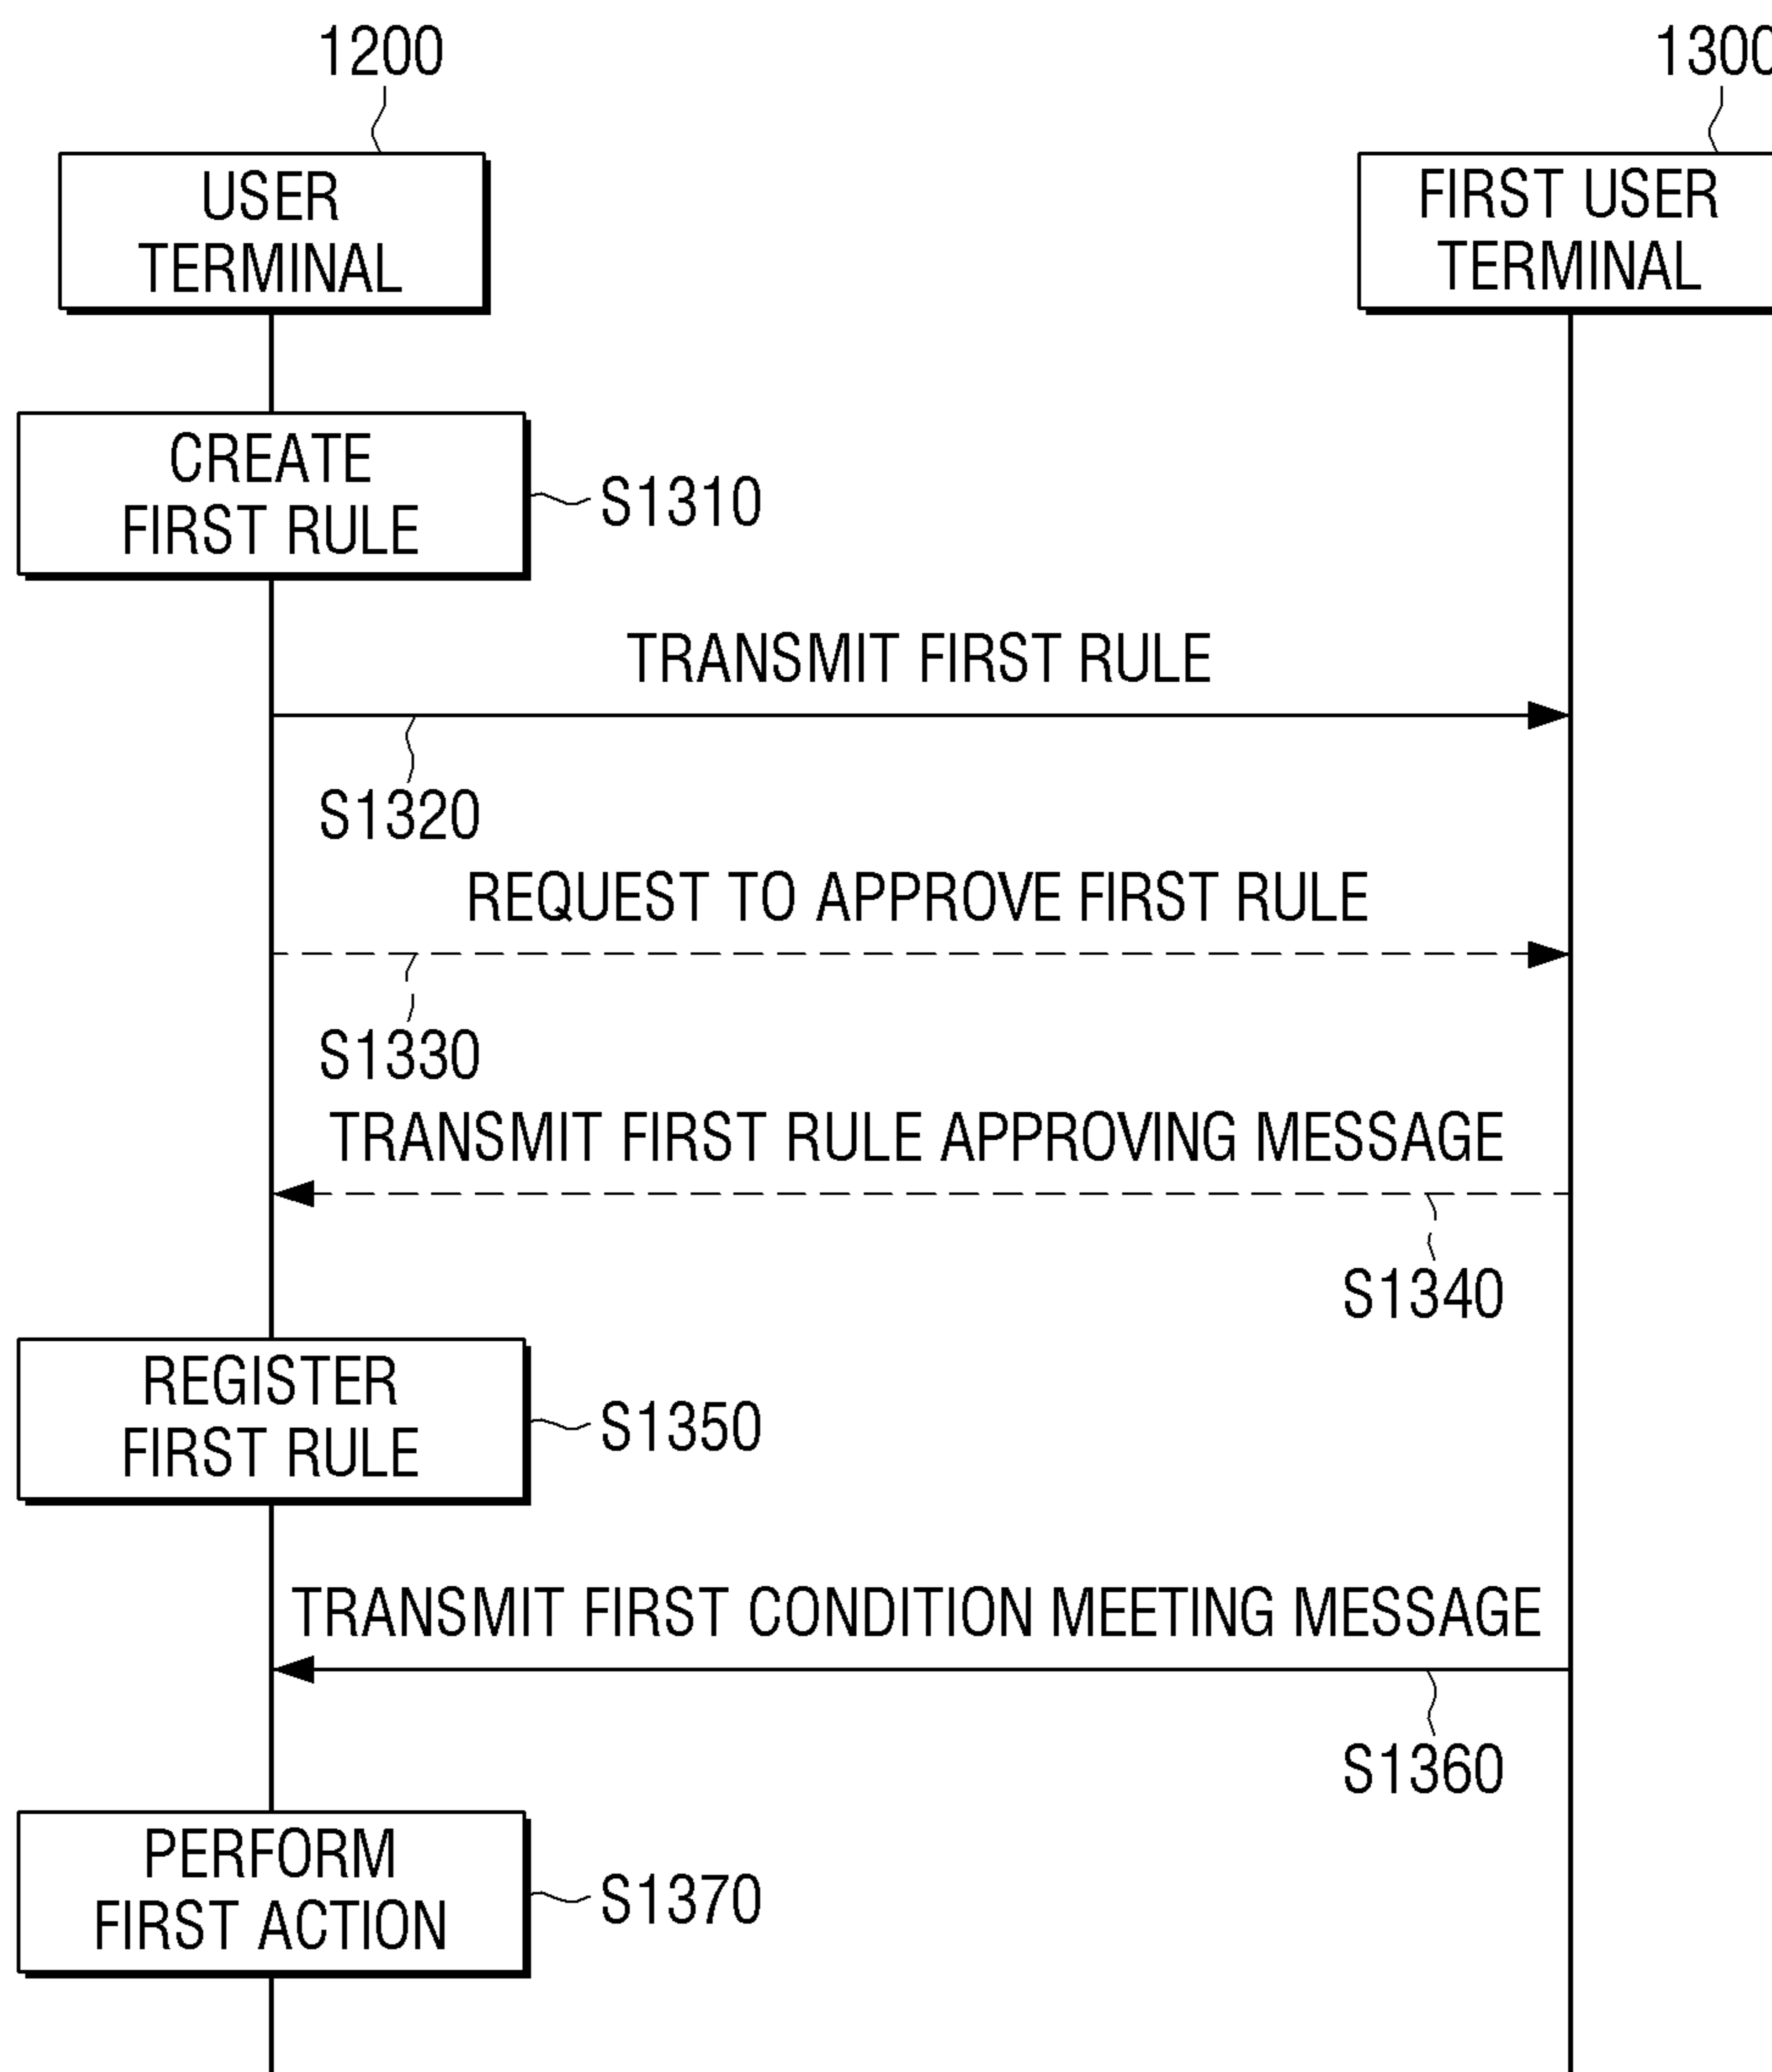 1200
1300
USER
TERMINAL
FIRST USER
TERMINAL
CREATE
FIRST RULE
S1310
TRANSMIT FIRST RULE
S1320
REQUEST TO APPROVE FIRST RULE
S1330
TRANSMIT FIRST RULE APPROVING MESSAGE
S1340
REGISTER
FIRST RULE
S1350
TRANSMIT FIRST CONDITION MEETING MESSAGE
S1360
PERFORM
FIRST ACTION
S1370